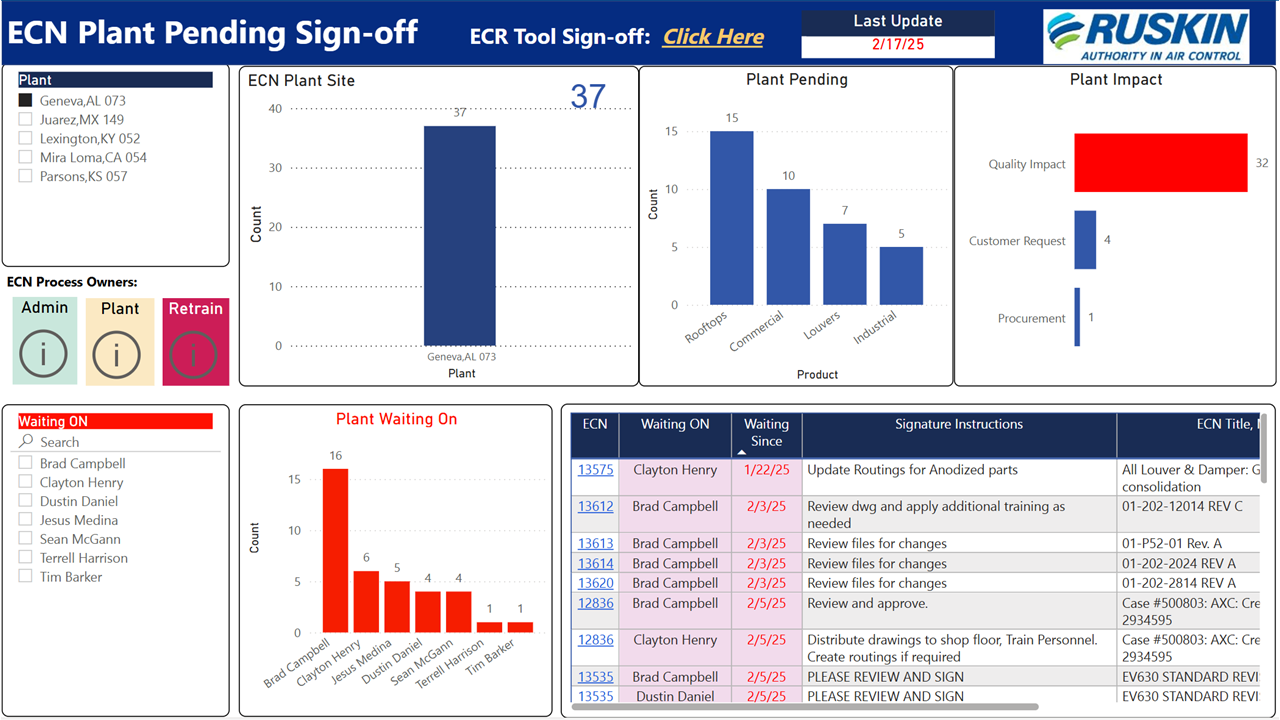 ECN Plant Pending Sign-off
ECR Tool Sign-off: Click Here
Last Update
2/17/25
RUSKIN
AUTHORITY IN AIR CONTROL
Plant
Geneva,AL 073
Juarez,MX 149
Lexington,KY 052
Mira Loma,CA 054
Parsons,KS 057
ECN Process Owners:
Admin
Plant
Retrain
i
i
i
ECN Plant Site
37
40
30
20
10
0
Count
37
Geneva,AL 073
Plant
Plant Pending
15
10
5
0
Count
15
10
7
5
Rooftops
Commercial
Louvers
Industrial
Product
Plant Impact
Quality Impact 32
Customer Request 4
Procurement 1
Waiting ON
Search
Brad Campbell
Clayton Henry
Dustin Daniel
Jesus Medina
Sean McGann
Terrell Harrison
Tim Barker
Plant Waiting On
15
10
5
0
Count
16
6
5
4
4
1
1
Brad Campbell
Clayton Henry
Jesus Medina
Dustin Daniel
Sean McGann
Terrell Harrison
Tim Barker
ECN Waiting ON Waiting Since Signature Instructions ECN Title,
13575 Clayton Henry 1/22/25 Update Routings for Anodized parts All Louver & Damper: G
consolidation
13612 Brad Campbell 2/3/25 Review dwg and apply additional training as 01-202-12014 REV C
needed
13613 Brad Campbell 2/3/25 Review files for changes 01-P52-01 Rev. A
13614 Brad Campbell 2/3/25 Review files for changes 01-202-2024 REV A
13620 Brad Campbell 2/3/25 Review files for changes 01-202-2814 REV A
12836 Brad Campbell 2/5/25 Review and approve. Case #500803: AXC: Cre
2934595
12836 Clayton Henry 2/5/25 Distribute drawings to shop floor, Train Personnel. Case #500803: AXC: Cre
Create routings if required 2934595
13535 Brad Campbell 2/5/25 PLEASE REVIEW AND SIGN EV630 STANDARD REVI
13535 Dustin Daniel 2/5/25 PLEASE REVIEW AND SIGN EV630 STANDARD REVI